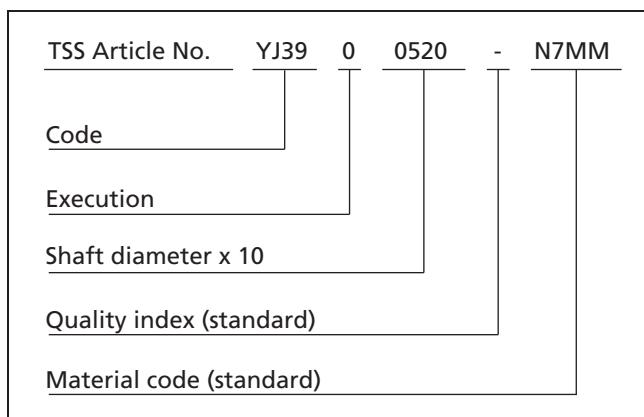 TSS Article No. YJ39 0 0520 - N7MM
Code
Execution
Shaft diameter x 10
Quality index (standard)
Material code (standard)